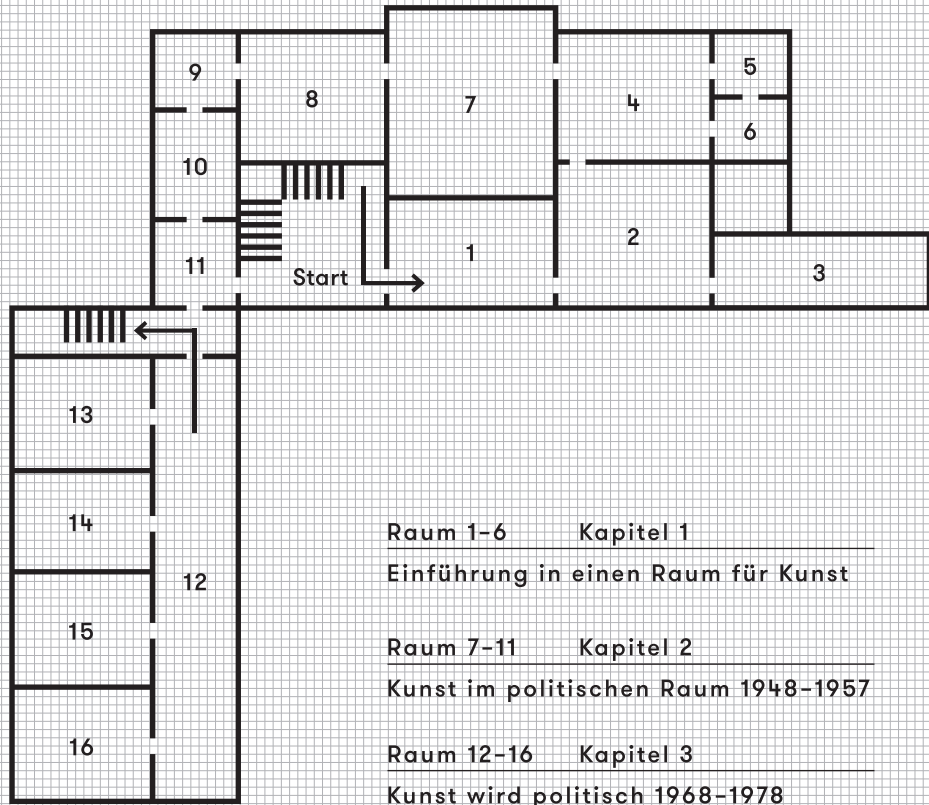 5
9
8
7
4
6
10
2
1
11
3
Start
13
14
12
15
16
Raum 1–6 Kapitel 1
Einführung in einen Raum für Kunst
Raum 7–11 Kapitel 2
Kunst im politischen Raum 1948–1957
Raum 12–16 Kapitel 3
Kunst wird politisch 1968–1978